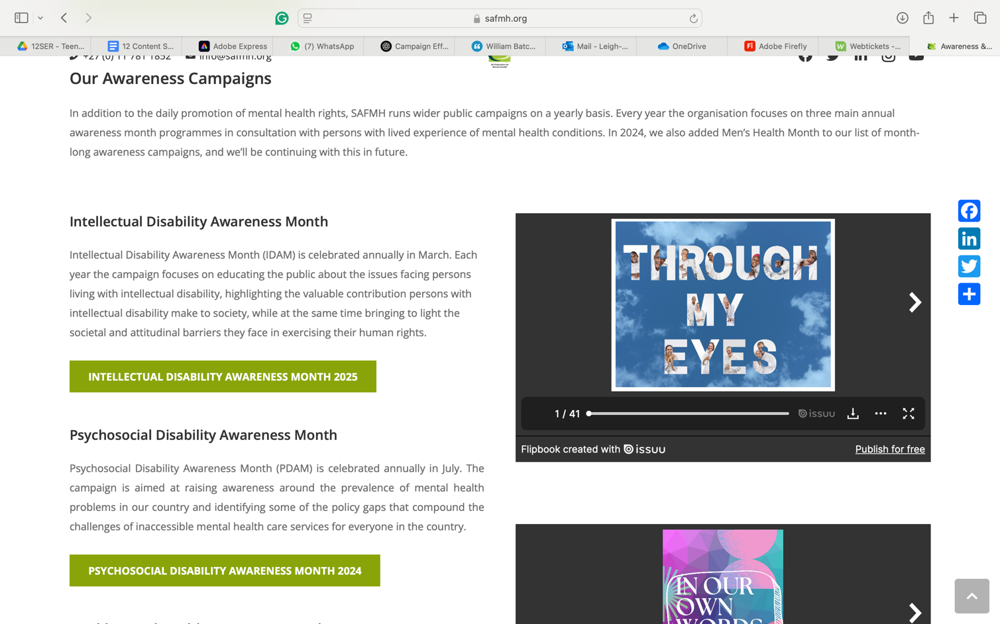 safmh.org
12SER - Teen...
12 Content S...
Adobe Express
(7) WhatsApp
Campaign Eff...
William Batc...
Mail - Leigh-...
OneDrive
Adobe Firefly
Webtickets -...
Awareness &...
+27 (0) 11 781 1852
info@safmh.org
SA Federation for
Mental Health
Our Awareness Campaigns
In addition to the daily promotion of mental health rights, SAFMH runs wider public campaigns on a yearly basis. Every year the organisation focuses on three main annual
awareness month programmes in consultation with persons with lived experience of mental health conditions. In 2024, we also added Men's Health Month to our list of month-
long awareness campaigns, and we'll be continuing with this in future.
Intellectual Disability Awareness Month
Intellectual Disability Awareness Month (IDAM) is celebrated annually in March. Each
year the campaign focuses on educating the public about the issues facing persons
living with intellectual disability, highlighting the valuable contribution persons with
intellectual disability make to society, while at the same time bringing to light the
societal and attitudinal barriers they face in exercising their human rights.
INTELLECTUAL DISABILITY AWARENESS MONTH 2025
THROUGH
MY
EYES
1 / 41
issuu
Flipbook created with issuu
Publish for free
Psychosocial Disability Awareness Month
Psychosocial Disability Awareness Month (PDAM) is celebrated annually in July. The
campaign is aimed at raising awareness around the prevalence of mental health
problems in our country and identifying some of the policy gaps that compound the
challenges of inaccessible mental health care services for everyone in the country.
PSYCHOSOCIAL DISABILITY AWARENESS MONTH 2024
IN OUR
OWN
WORDS